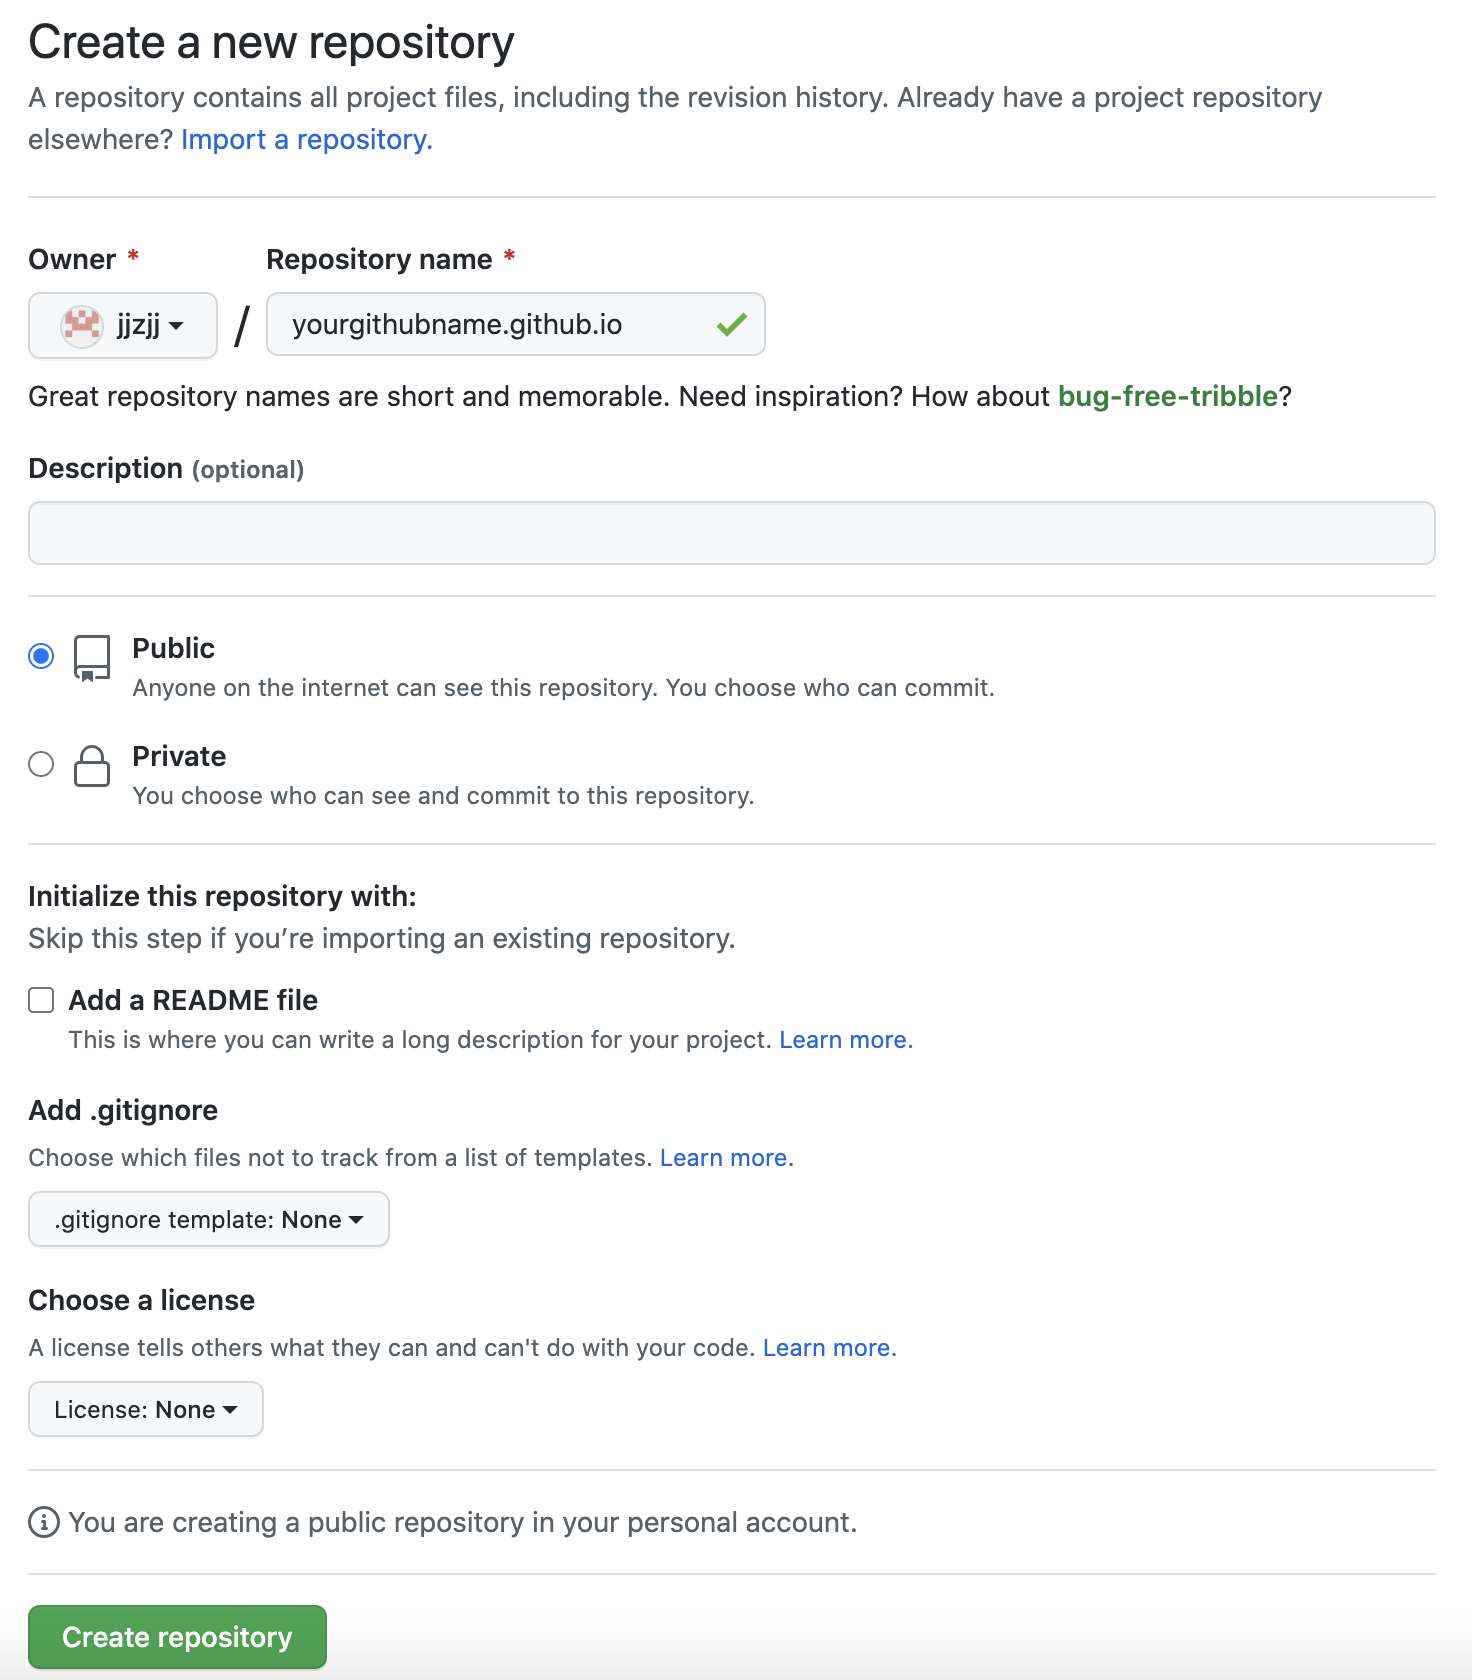 Create a new repository
A repository contains all project files, including the revision history. Already have a project repository
elsewhere? Import a repository.
Owner * Repository name *
jjzjj / yourgithubname.github.io
Great repository names are short and memorable. Need inspiration? How about bug-free-tribble?
Description (optional)
Public
Anyone on the internet can see this repository. You choose who can commit.
Private
You choose who can see and commit to this repository.
Initialize this repository with:
Skip this step if you’re importing an existing repository.
Add a README file
This is where you can write a long description for your project. Learn more.
Add .gitignore
Choose which files not to track from a list of templates. Learn more.
.gitignore template: None
Choose a license
A license tells others what they can and can't do with your code. Learn more.
License: None
You are creating a public repository in your personal account.
Create repository